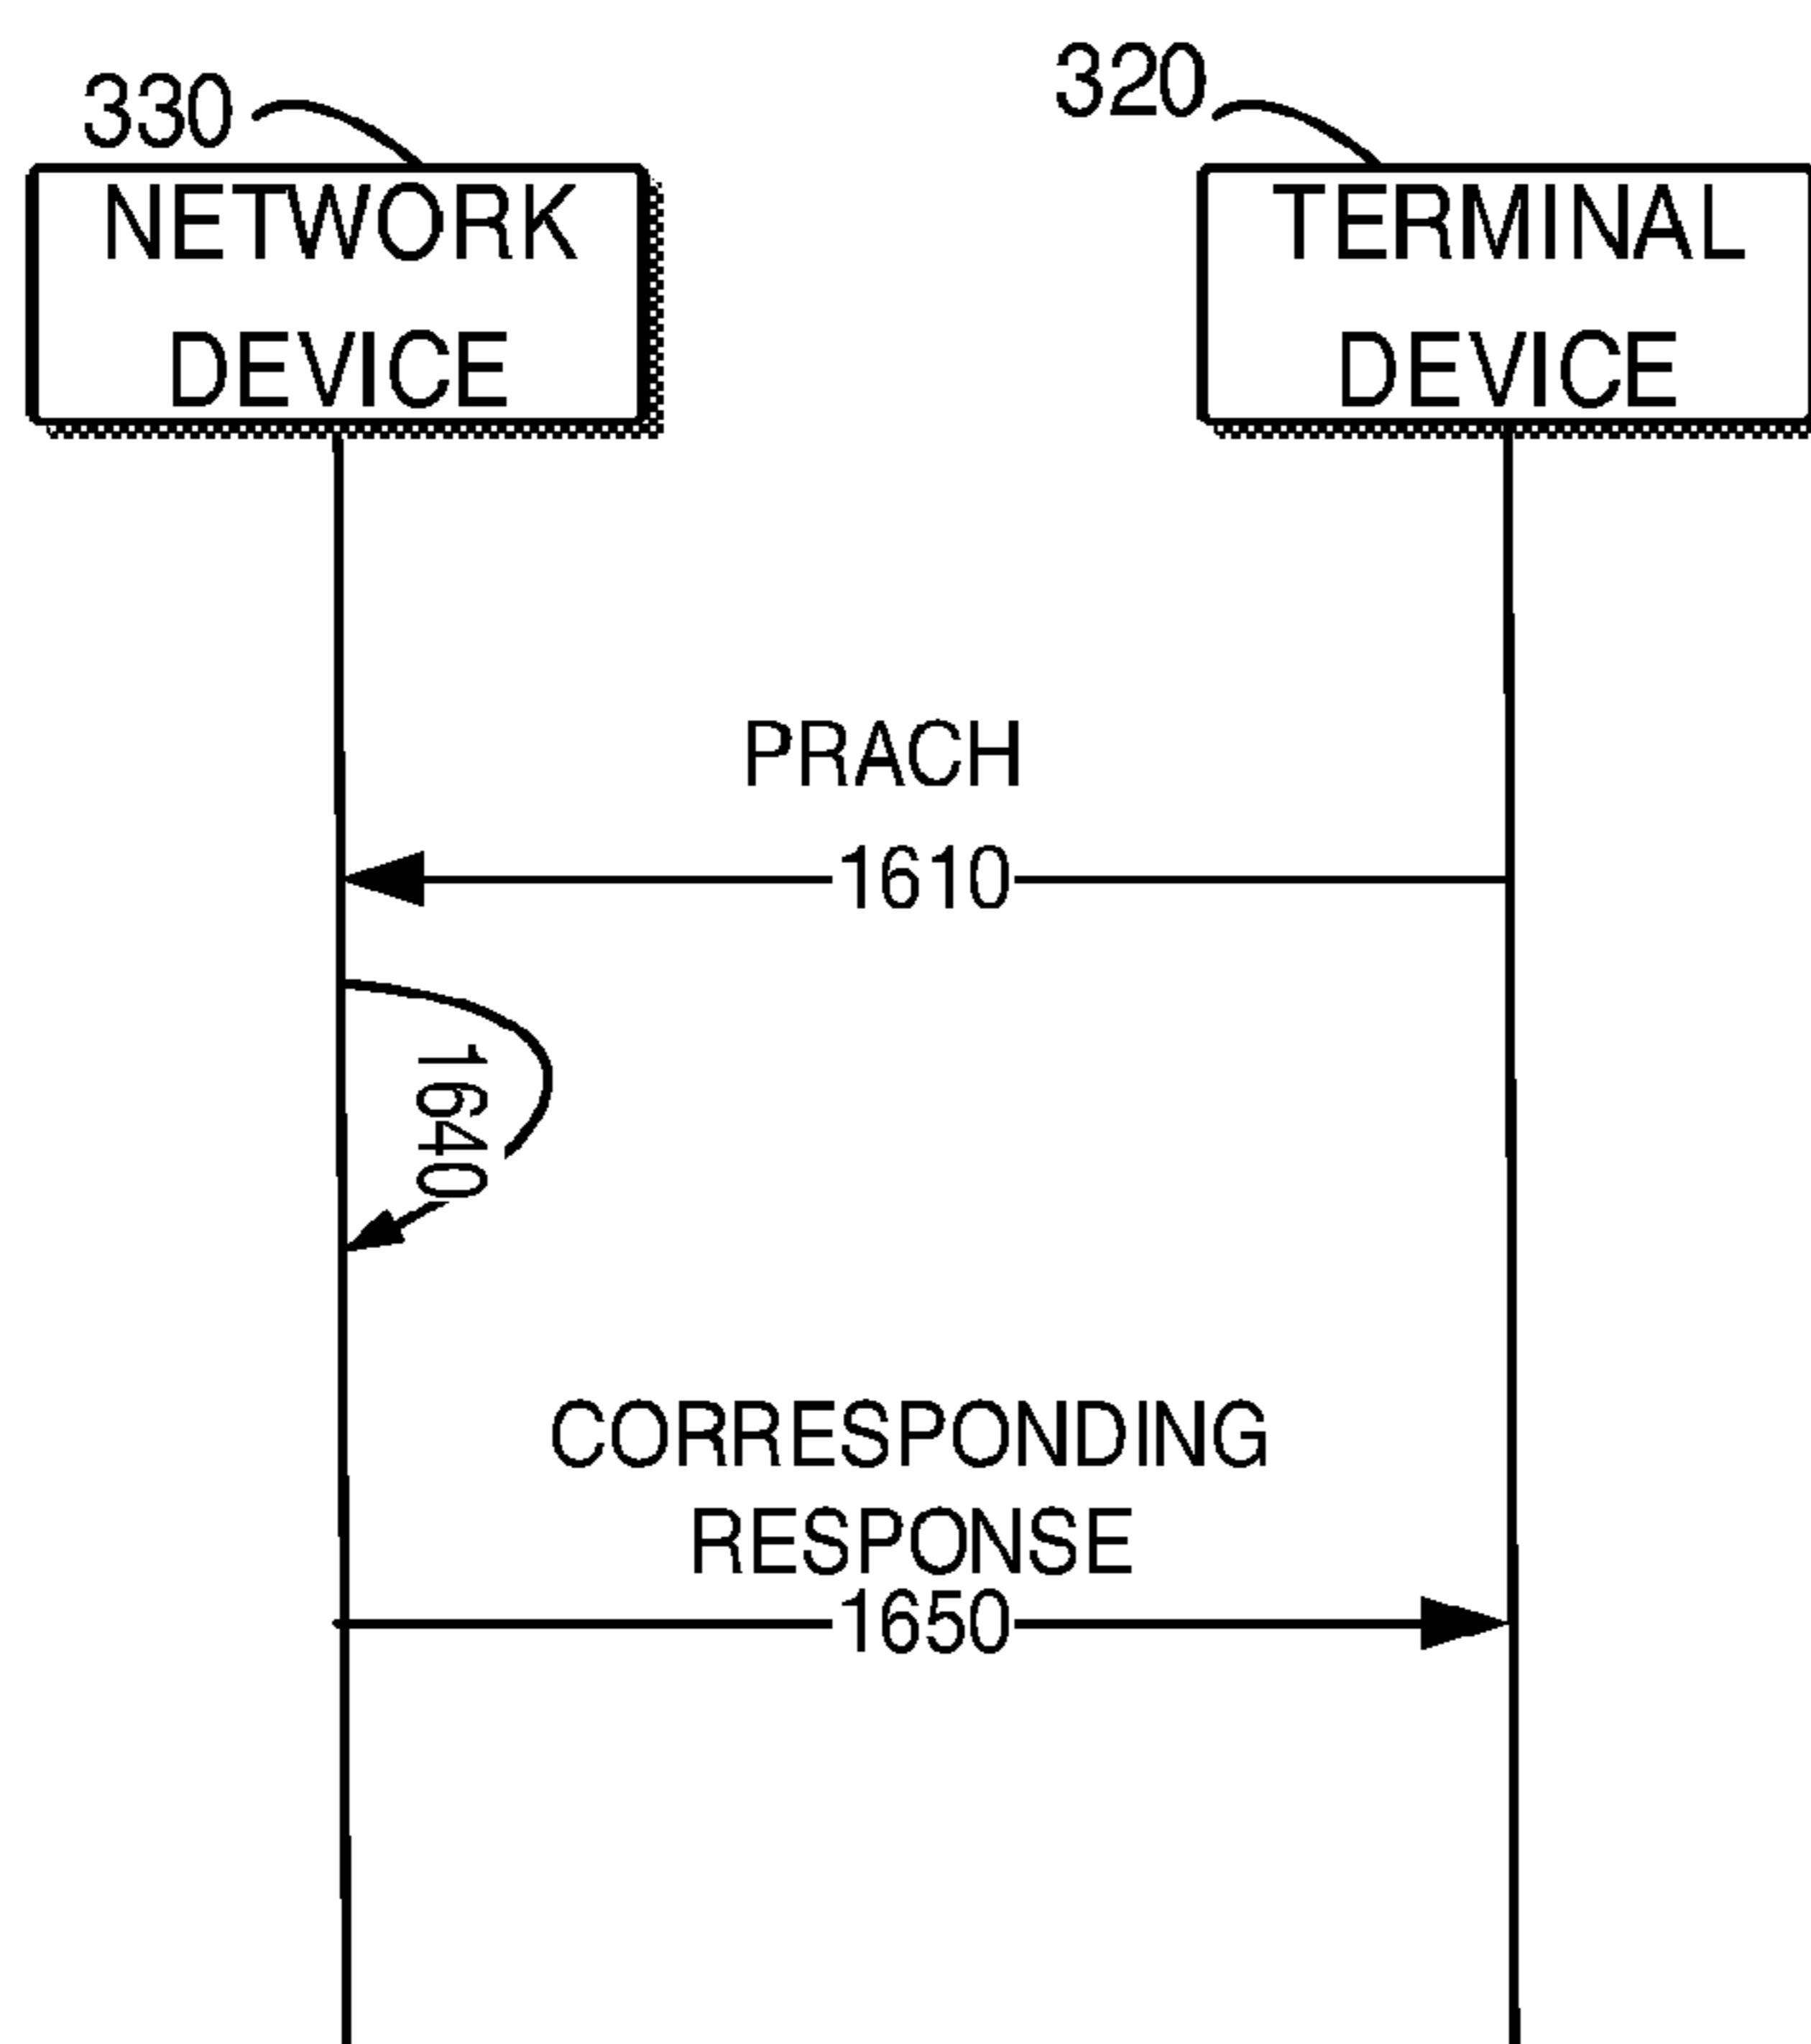 330
320
NETWORK
DEVICE
TERMINAL
DEVICE
PRACH
1610
1640
CORRESPONDING
RESPONSE
1650